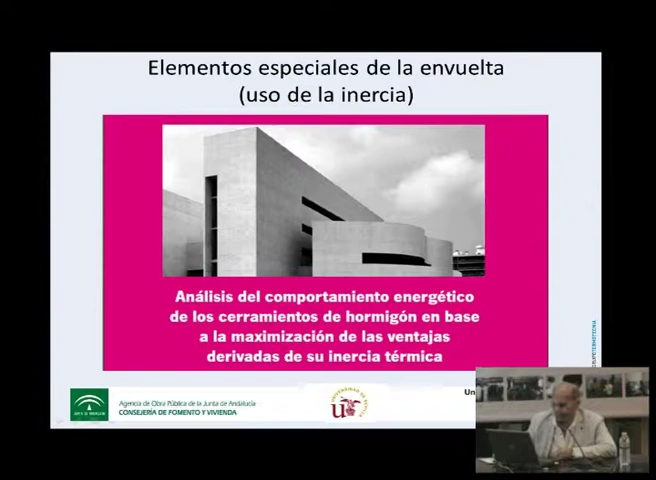 Elementos especiales de la envuelta
(uso de la inercia)
Análisis del comportamiento energético
de los cerramientos de hormigón en base
a la maximización de las ventajas
derivadas de su inercia térmica
Agencia de Obra Pública de la Junta de Andalucía
CONSEJERÍA DE FOMENTO Y VIVIENDA
Un